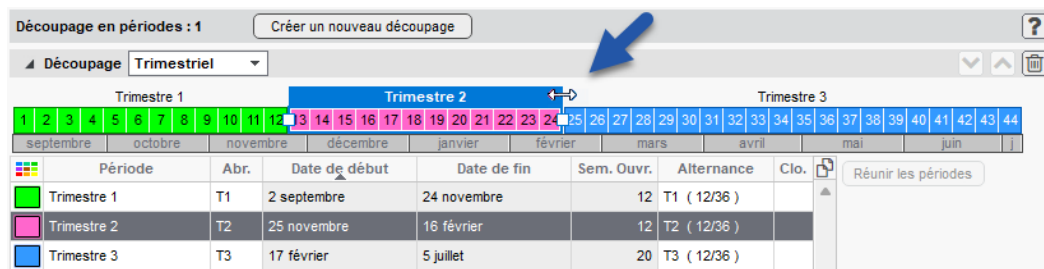 Découpage en périodes : 1 Créer un nouveau découpage ?
Découpage Trimestriel
Trimestre 1 Trimestre 2 Trimestre 3
1 2 3 4 5 6 7 8 9 10 11 12 13 14 15 16 17 18 19 20 21 22 23 24 25 26 27 28 29 30 31 32 33 34 35 36 37 38 39 40 41 42 43 44
septembre octobre novembre décembre janvier février mars avril mai juin j
Période Abr. Date de début Date de fin Sem. Ouvr. Alternance Clo. Réunir les périodes
Trimestre 1 T1 2 septembre 24 novembre 12 T1 ( 12/36 )
Trimestre 2 T2 25 novembre 16 février 12 T2 ( 12/36 )
Trimestre 3 T3 17 février 5 juillet 20 T3 ( 12/36 )